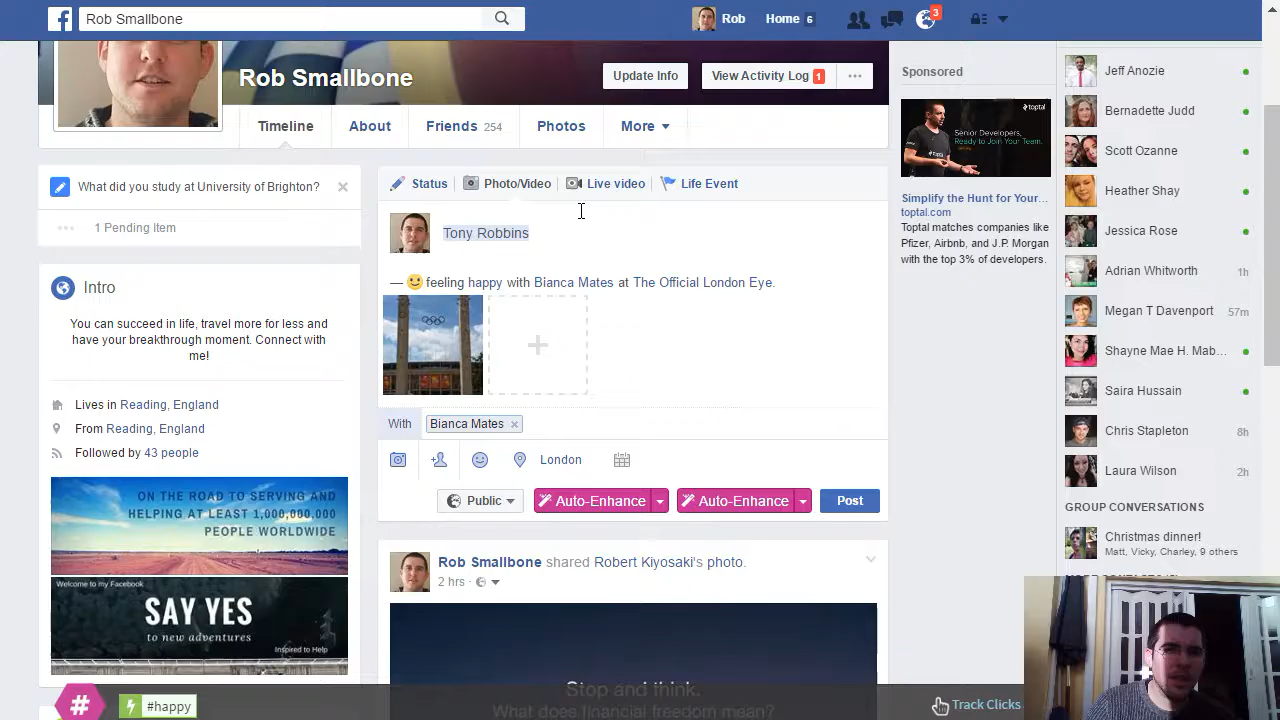 Rob Smallbone
Rob
Home 6
3
Rob Smallbone
Update Info
View Activity Log 1
Timeline
About
Friends 254
Photos
More
What did you study at University of Brighton?
1 Pending Item
Intro
You can succeed in life, travel more for less and
have your breakthrough moment. Connect with
me!
Lives in Reading, England
From Reading, England
Followed by 43 people
ON THE ROAD TO SERVING AND
HELPING AT LEAST 1,000,000,000
PEOPLE WORLDWIDE
Welcome to my Facebook
SAY YES
to new adventures
Inspired to Help
#
#happy
Status
Photo/Video
Live video
Life Event
Tony Robbins
— feeling happy with Bianca Mates at The Official London Eye.
With
Bianca Mates
London
Public
Auto-Enhance
Auto-Enhance
Post
Rob Smallbone shared Robert Kiyosaki's photo.
2 hrs
Stop and think.
What does financial freedom mean?
Track Clicks
Sponsored
toptal
Senior Developers,
Ready to Join Your Team.
Simplify the Hunt for Your...
toptal.com
Toptal matches companies like
Pfizer, Airbnb, and J.P. Morgan
with the top 3% of developers.
Jeff Anozie
Bernadette Judd
Scott Ozanne
Heather Shay
Jessica Rose
Adrian Whitworth 1h
Megan T Davenport 57m
Shayne Mae H. Mab...
Sara Hussain
Chris Stapleton 8h
Laura Wilson 2h
GROUP CONVERSATIONS
Christmas dinner!
Matt, Vicky, Charley, 9 others